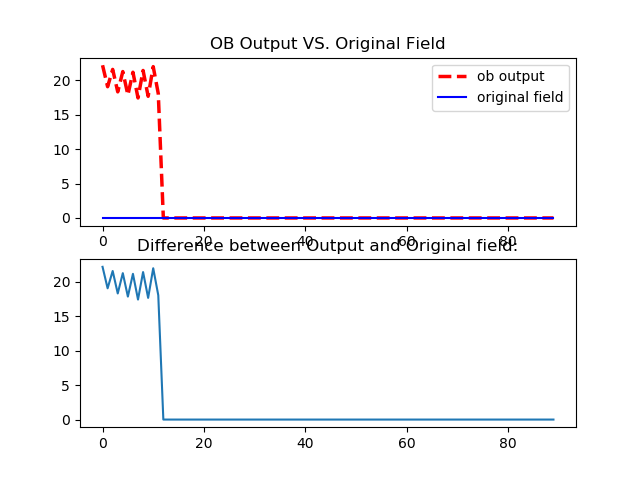 OB Output VS. Original Field
20
15
10
5
0
ob output
original field
0 20 40 60 80
Difference between Output and Original field.
20
15
10
5
0
0 20 40 60 80